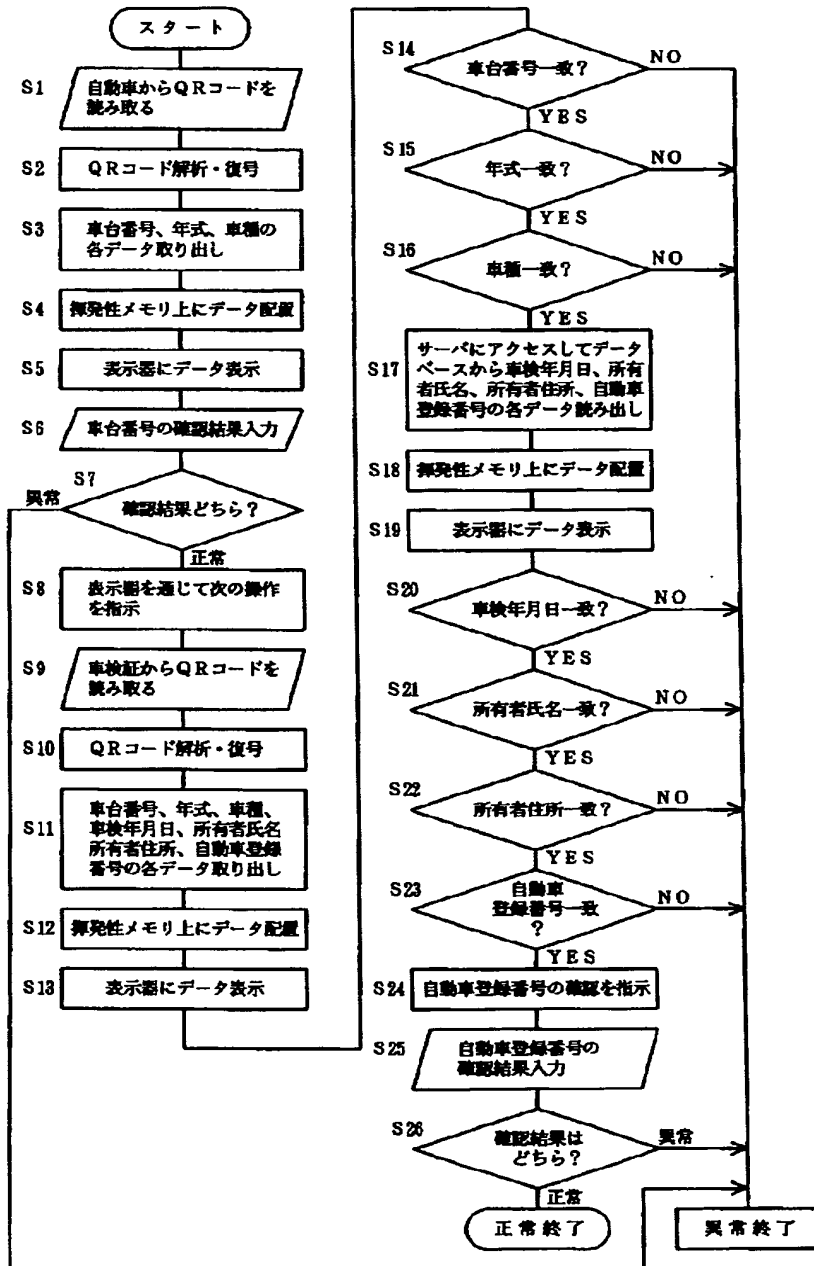 スタート
S1
自動車からQRコードを
読み取る
S2
QRコード解析・復号
S3
車台番号、年式、車種の
各データ取り出し
S4
揮発性メモリ上にデータ配置
S5
表示器にデータ表示
S6
車台番号の確認結果入力
S7
異常
確認結果どちら?
正常
S8
表示器を通じて次の操作
を指示
S9
車検証からQRコードを
読み取る
S10
QRコード解析・復号
S11
車台番号、年式、車種、
車検年月日、所有者氏名
所有者住所、自動車登録
番号の各データ取り出し
S12
揮発性メモリ上にデータ配置
S13
表示器にデータ表示
S14
車台番号一致?
NO
YES
S15
年式一致?
NO
YES
S16
車種一致?
NO
YES
S17
サーバにアクセスしてデータ
ベースから車検年月日、所有
者氏名、所有者住所、自動車
登録番号の各データ読み出し
S18
揮発性メモリ上にデータ配置
S19
表示器にデータ表示
S20
車検年月日一致?
NO
YES
S21
所有者氏名一致?
NO
YES
S22
所有者住所一致?
NO
YES
S23
自動車
登録番号一致
?
NO
YES
S24
自動車登録番号の確認を指示
S25
自動車登録番号の
確認結果入力
S26
確認結果は
どちら?
異常
正常
正常終了
異常終了